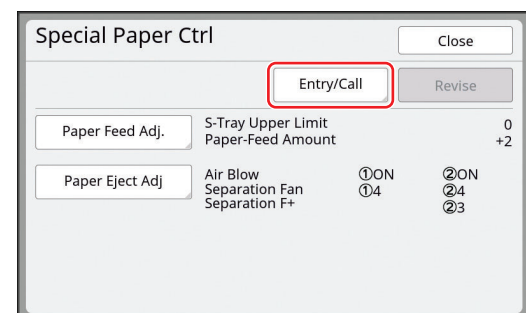 Special Paper Ctrl Close
Entry/Call Revise
Paper Feed Adj. S-Tray Upper Limit 0
Paper-Feed Amount +2
Paper Eject Adj Air Blow ①ON ②ON
Separation Fan ①4 ②4
Separation F+ ②3